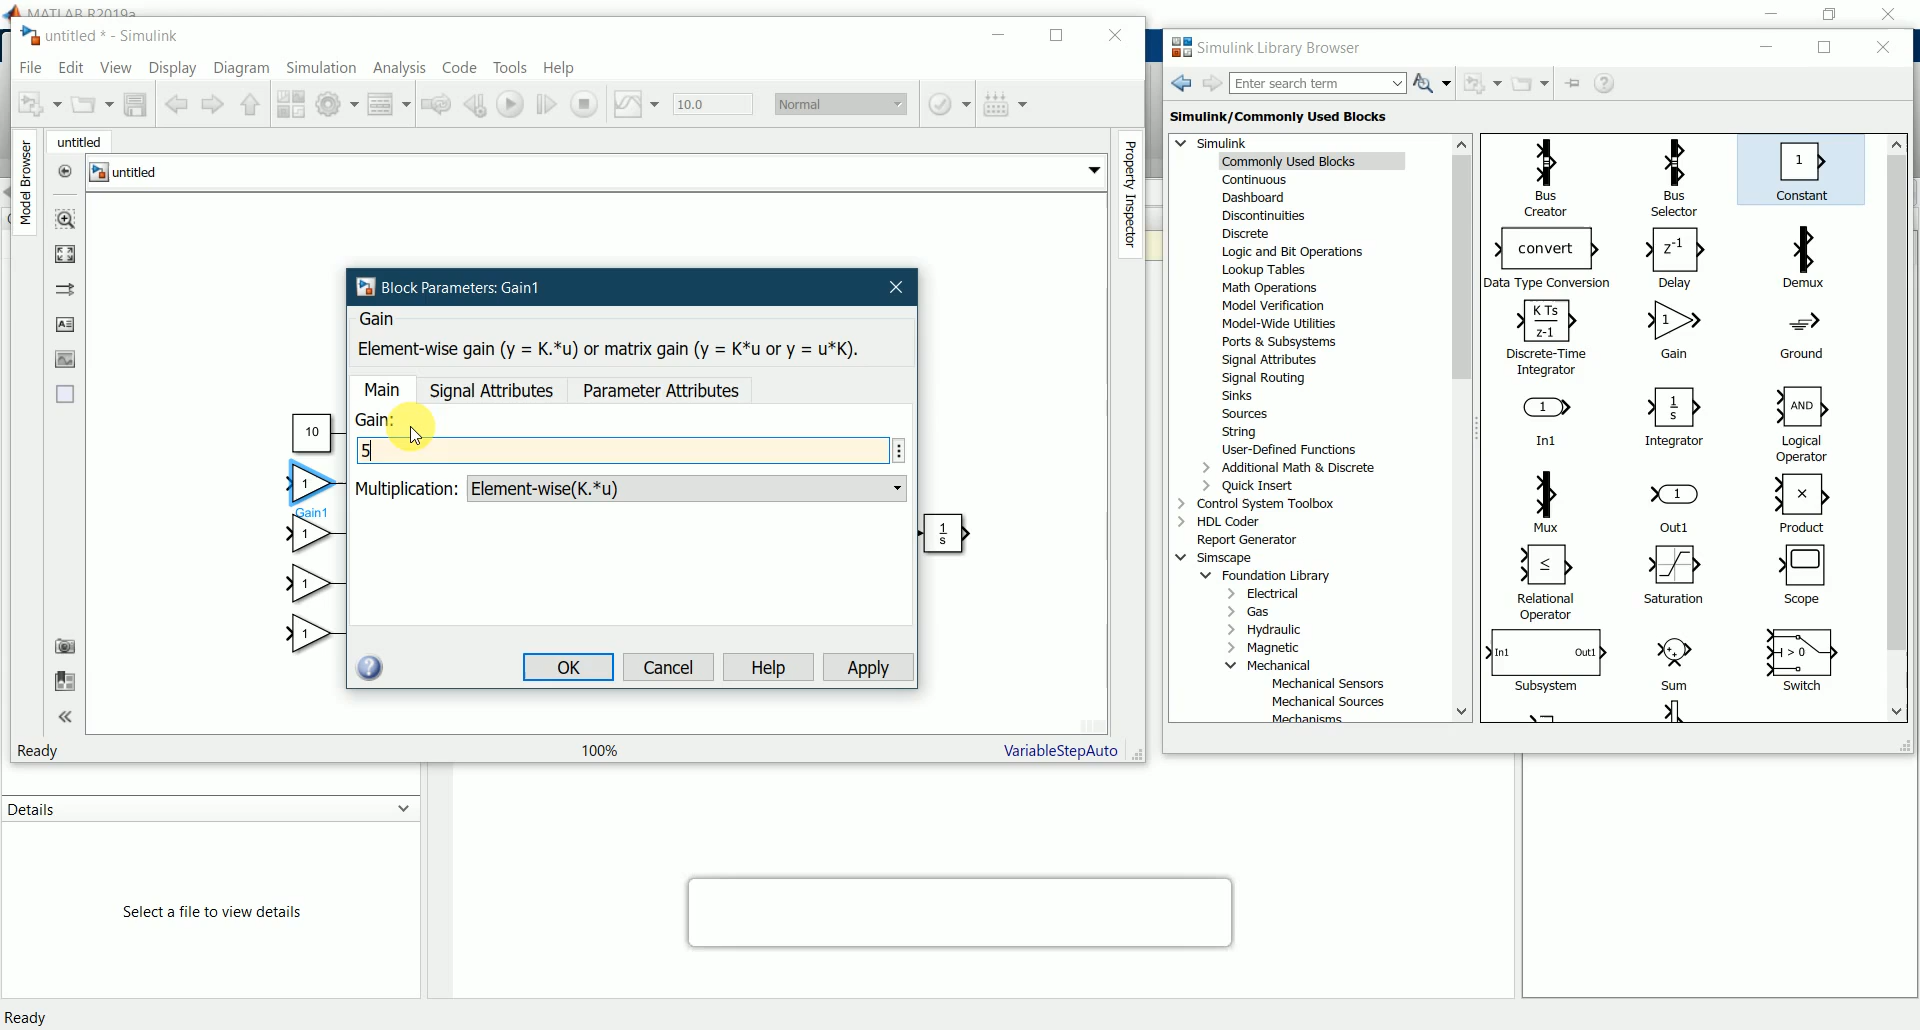 MATLAB R2019a
untitled * - Simulink
File Edit View Display Diagram Simulation Analysis Code Tools Help
10.0 Normal
untitled
Model Browser
untitled
Property Inspector
Block Parameters: Gain1
Gain
Element-wise gain (y = K.*u) or matrix gain (y = K*u or y = u*K).
Main Signal Attributes Parameter Attributes
Gain:
5
Multiplication: Element-wise(K.*u)
OK Cancel Help Apply
10
1
Gain1
1
1
1
1
s
Ready 100% VariableStepAuto
Details
Select a file to view details
Ready
Simulink Library Browser
Enter search term
Simulink/Commonly Used Blocks
Simulink
Commonly Used Blocks
Continuous
Dashboard
Discontinuities
Discrete
Logic and Bit Operations
Lookup Tables
Math Operations
Model Verification
Model-Wide Utilities
Ports & Subsystems
Signal Attributes
Signal Routing
Sinks
Sources
String
User-Defined Functions
Additional Math & Discrete
Quick Insert
Control System Toolbox
HDL Coder
Report Generator
Simscape
Foundation Library
Electrical
Gas
Hydraulic
Magnetic
Mechanical
Mechanical Sensors
Mechanical Sources
Mechanisms
1
Bus Creator
Bus Selector
Constant
convert
z-1
Data Type Conversion
Delay
Demux
K Ts
z-1
1
Discrete-Time Integrator
Gain
Ground
1
1
s
AND
In1
Integrator
Logical Operator
1
×
Mux
Out1
Product
≤
Relational Operator
Saturation
Scope
In1 Out1
+
+
> 0
Subsystem
Sum
Switch